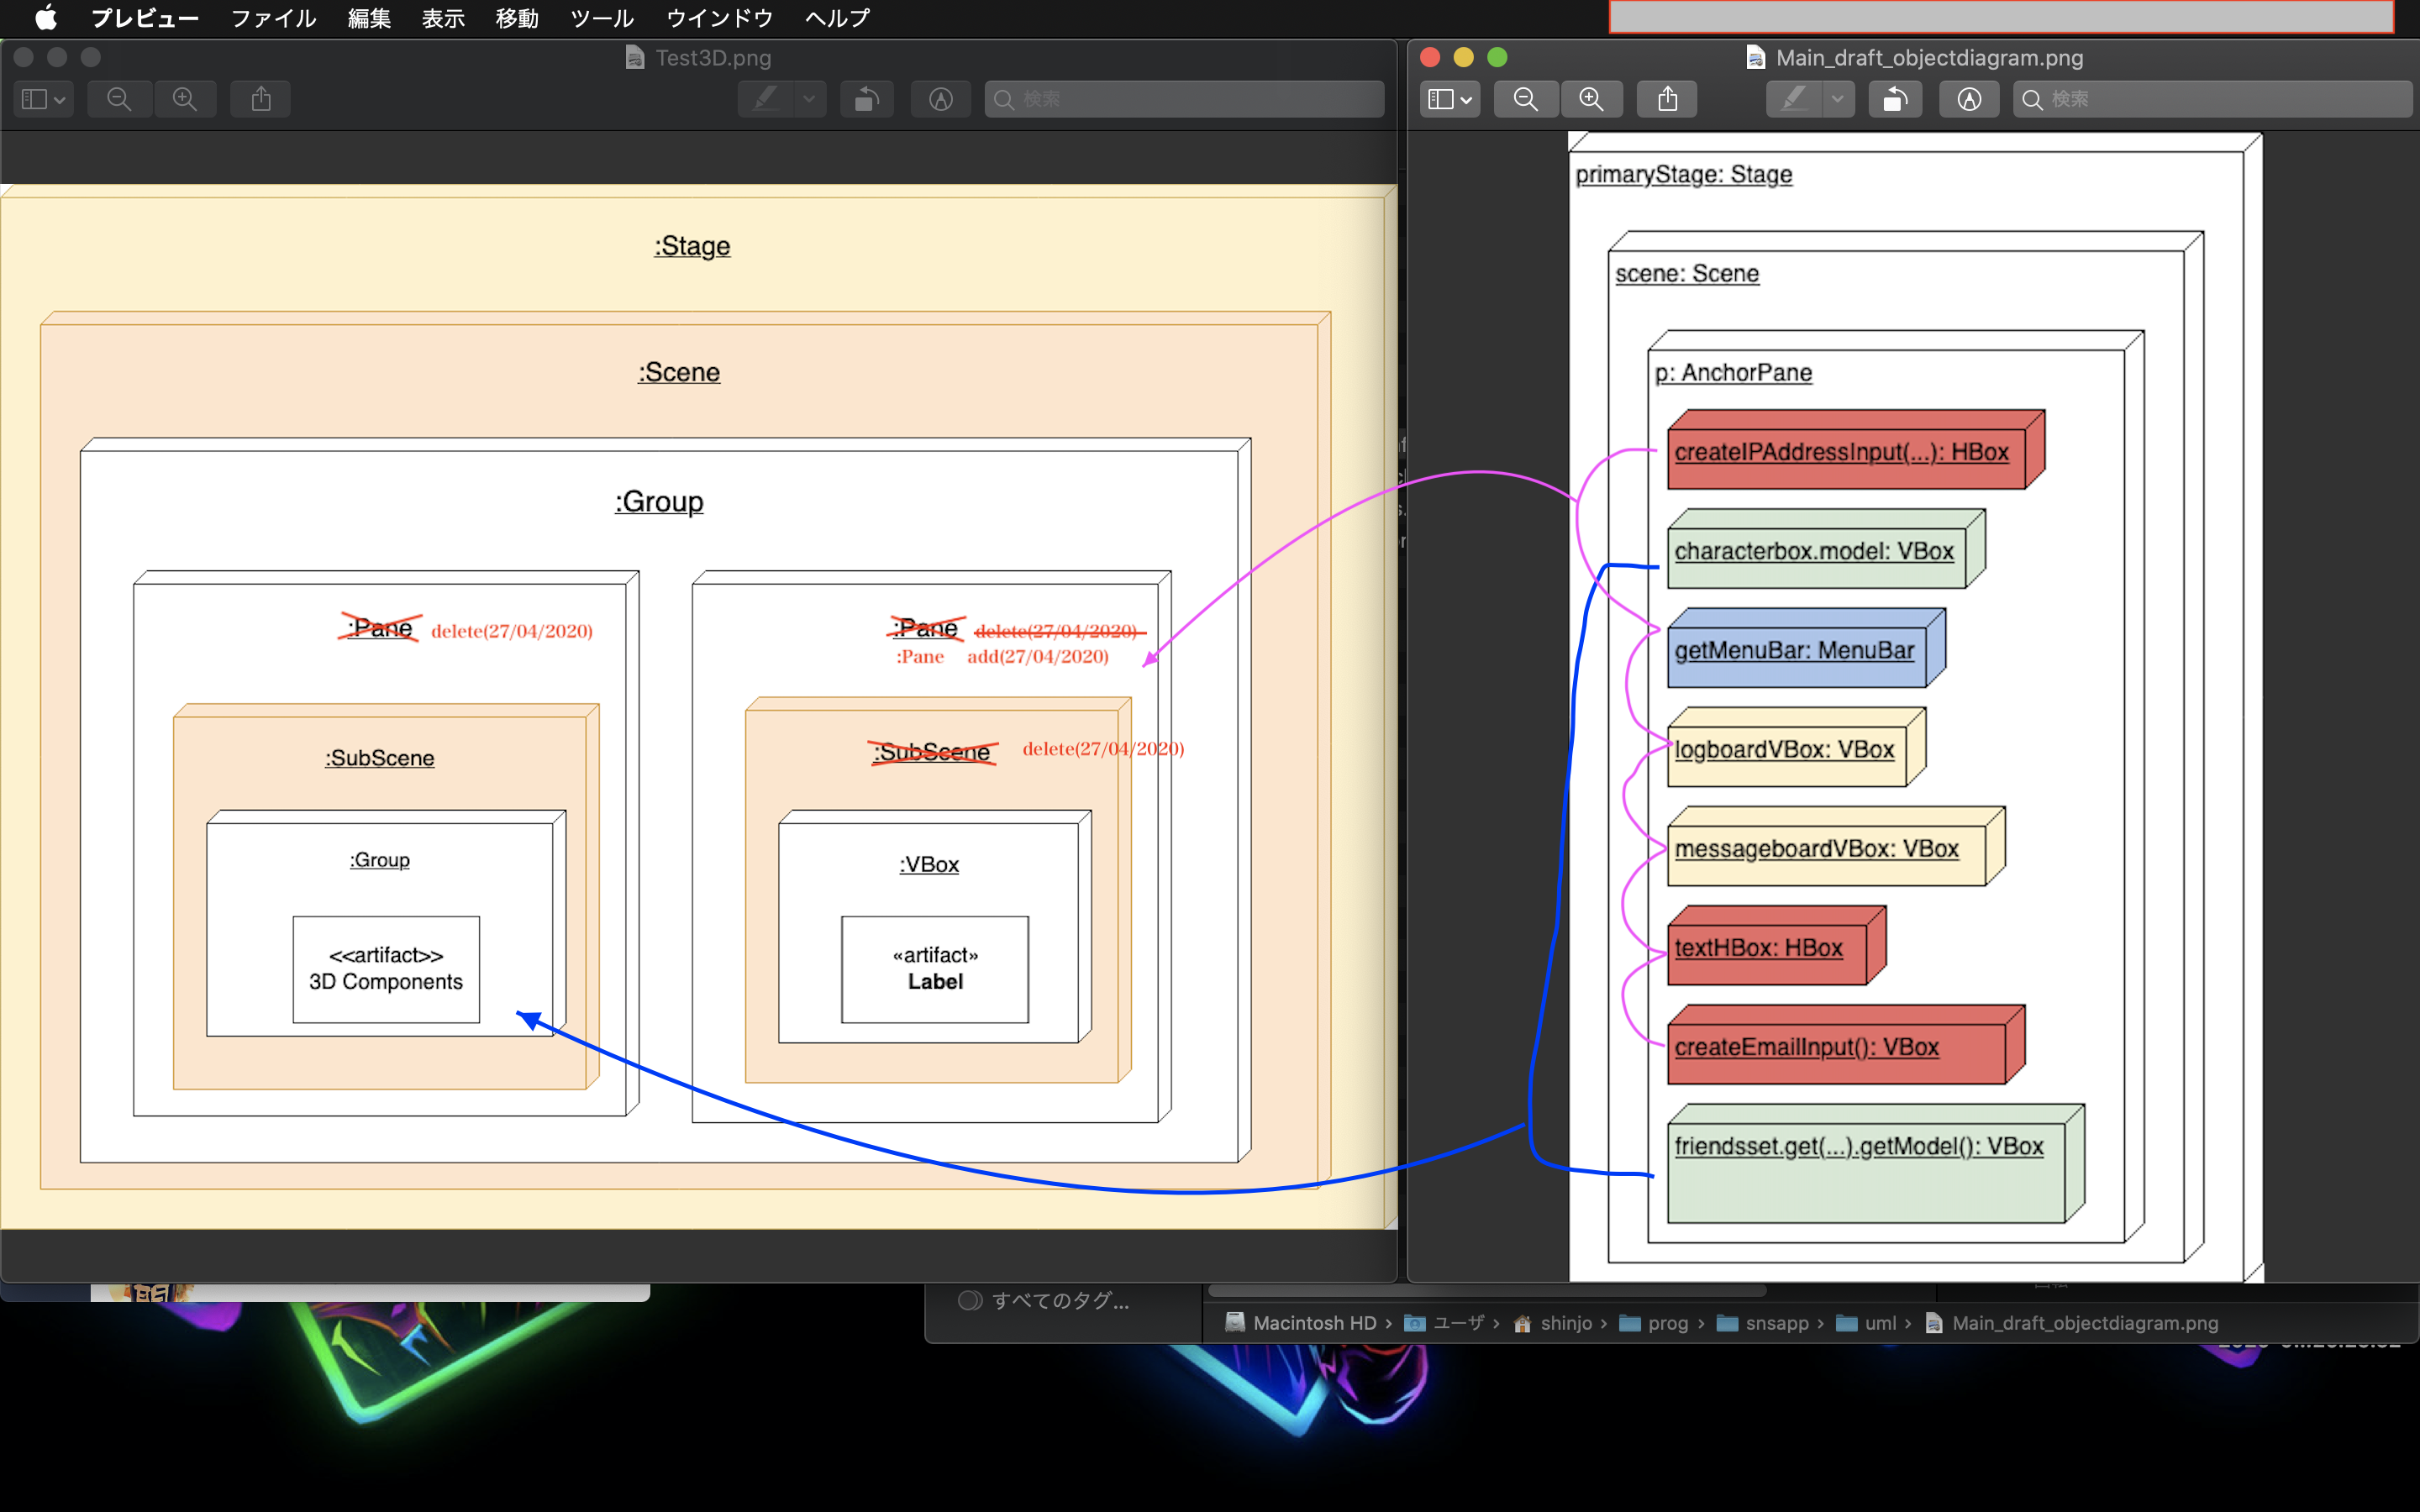 プレビュー ファイル 編集 表示 移動 ツール ウインドウ ヘルプ
Test3D.png
検索
:Stage
:Scene
:Group
:Pane delete(27/04/2020)
:SubScene
:Group
<<artifact>>
3D Components
:Pane delete(27/04/2020)
:Pane add(27/04/2020)
:SubScene delete(27/04/2020)
:VBox
«artifact»
Label
Main_draft_objectdiagram.png
検索
primaryStage: Stage
scene: Scene
p: AnchorPane
createIPAddressInput(...): HBox
characterbox.model: VBox
getMenuBar: MenuBar
logboardVBox: VBox
messageboardVBox: VBox
textHBox: HBox
createEmailInput(): VBox
friendsset.get(...).getModel(): VBox
すべてのタグ...
Macintosh HD › ユーザ › shinjo › prog › snsapp › uml › Main_draft_objectdiagram.png